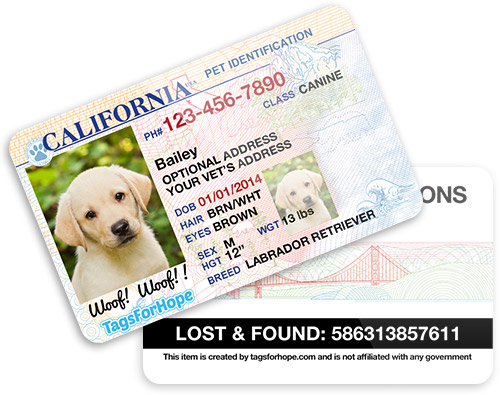 PET IDENTIFICATION
CALIFORNIA USA
PH# 123-456-7890
CLASS CANINE
Bailey
OPTIONAL ADDRESS
YOUR VET'S ADDRESS
DOB 01/01/2014
HAIR BRN/WHT
EYES BROWN
WGT 13 lbs
SEX M
HGT 12"
BREED LABRADOR RETRIEVER
Woof! Woof!!
TagsForHope
ONS
LOST & FOUND: 586313857611
This item is created by tagsforhope.com and is not affiliated with any government